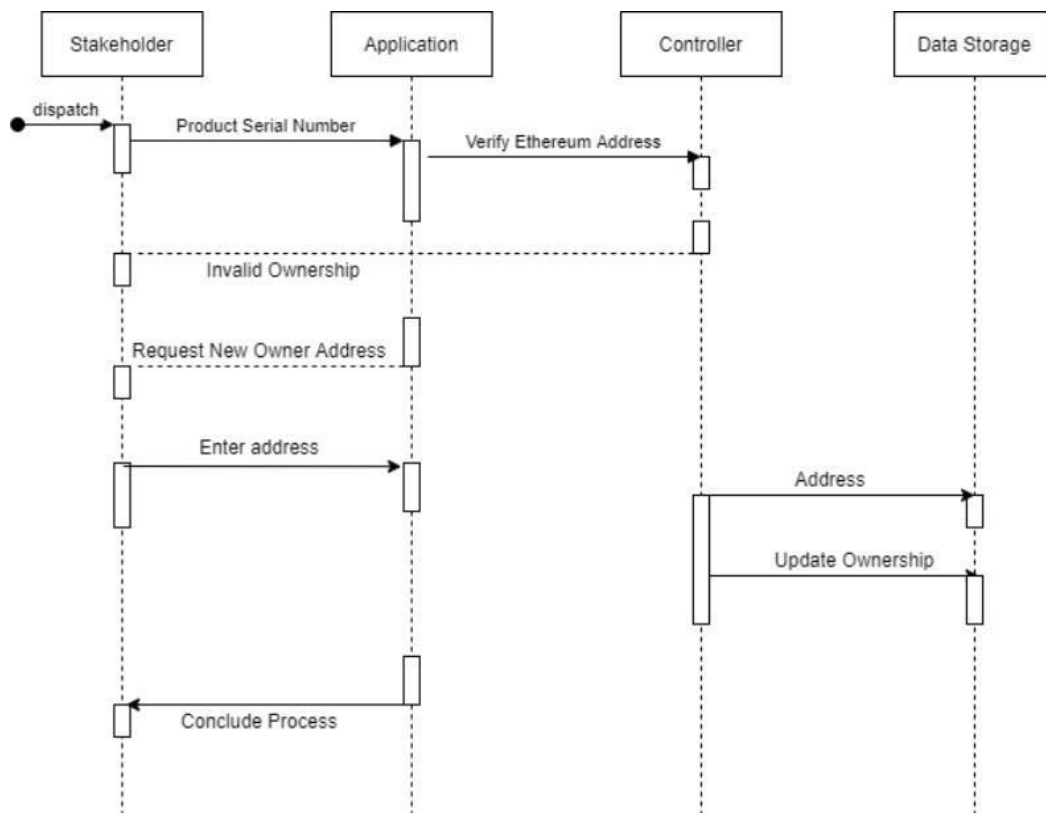 Stakeholder
Application
Controller
Data Storage
dispatch
Product Serial Number
Verify Ethereum Address
Invalid Ownership
Request New Owner Address
Enter address
Address
Update Ownership
Conclude Process